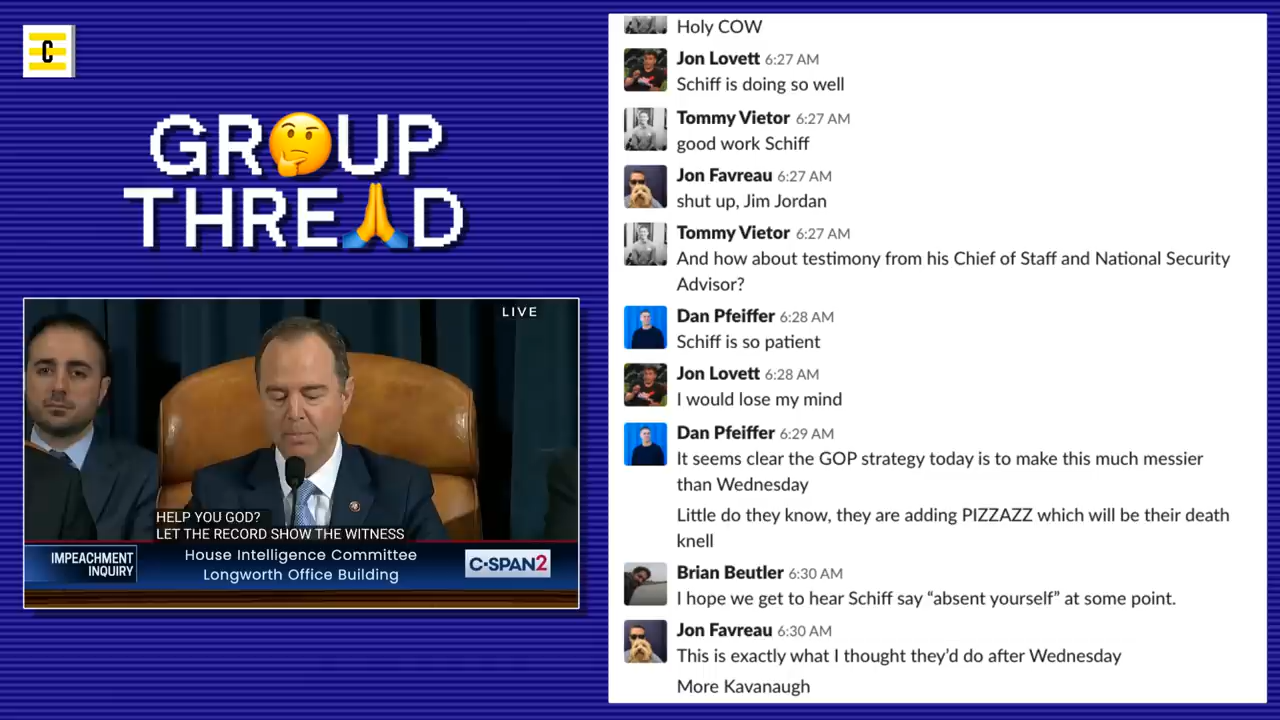 C
GR🤔UP
THRE🙏D
LIVE
HELP YOU GOD?
LET THE RECORD SHOW THE WITNESS
IMPEACHMENT
INQUIRY
House Intelligence Committee
Longworth Office Building
C-SPAN2
Holy COW
Jon Lovett 6:27 AM
Schiff is doing so well
Tommy Vietor 6:27 AM
good work Schiff
Jon Favreau 6:27 AM
shut up, Jim Jordan
Tommy Vietor 6:27 AM
And how about testimony from his Chief of Staff and National Security
Advisor?
Dan Pfeiffer 6:28 AM
Schiff is so patient
Jon Lovett 6:28 AM
I would lose my mind
Dan Pfeiffer 6:29 AM
It seems clear the GOP strategy today is to make this much messier
than Wednesday
Little do they know, they are adding PIZZAZZ which will be their death
knell
Brian Beutler 6:30 AM
I hope we get to hear Schiff say “absent yourself” at some point.
Jon Favreau 6:30 AM
This is exactly what I thought they’d do after Wednesday
More Kavanaugh